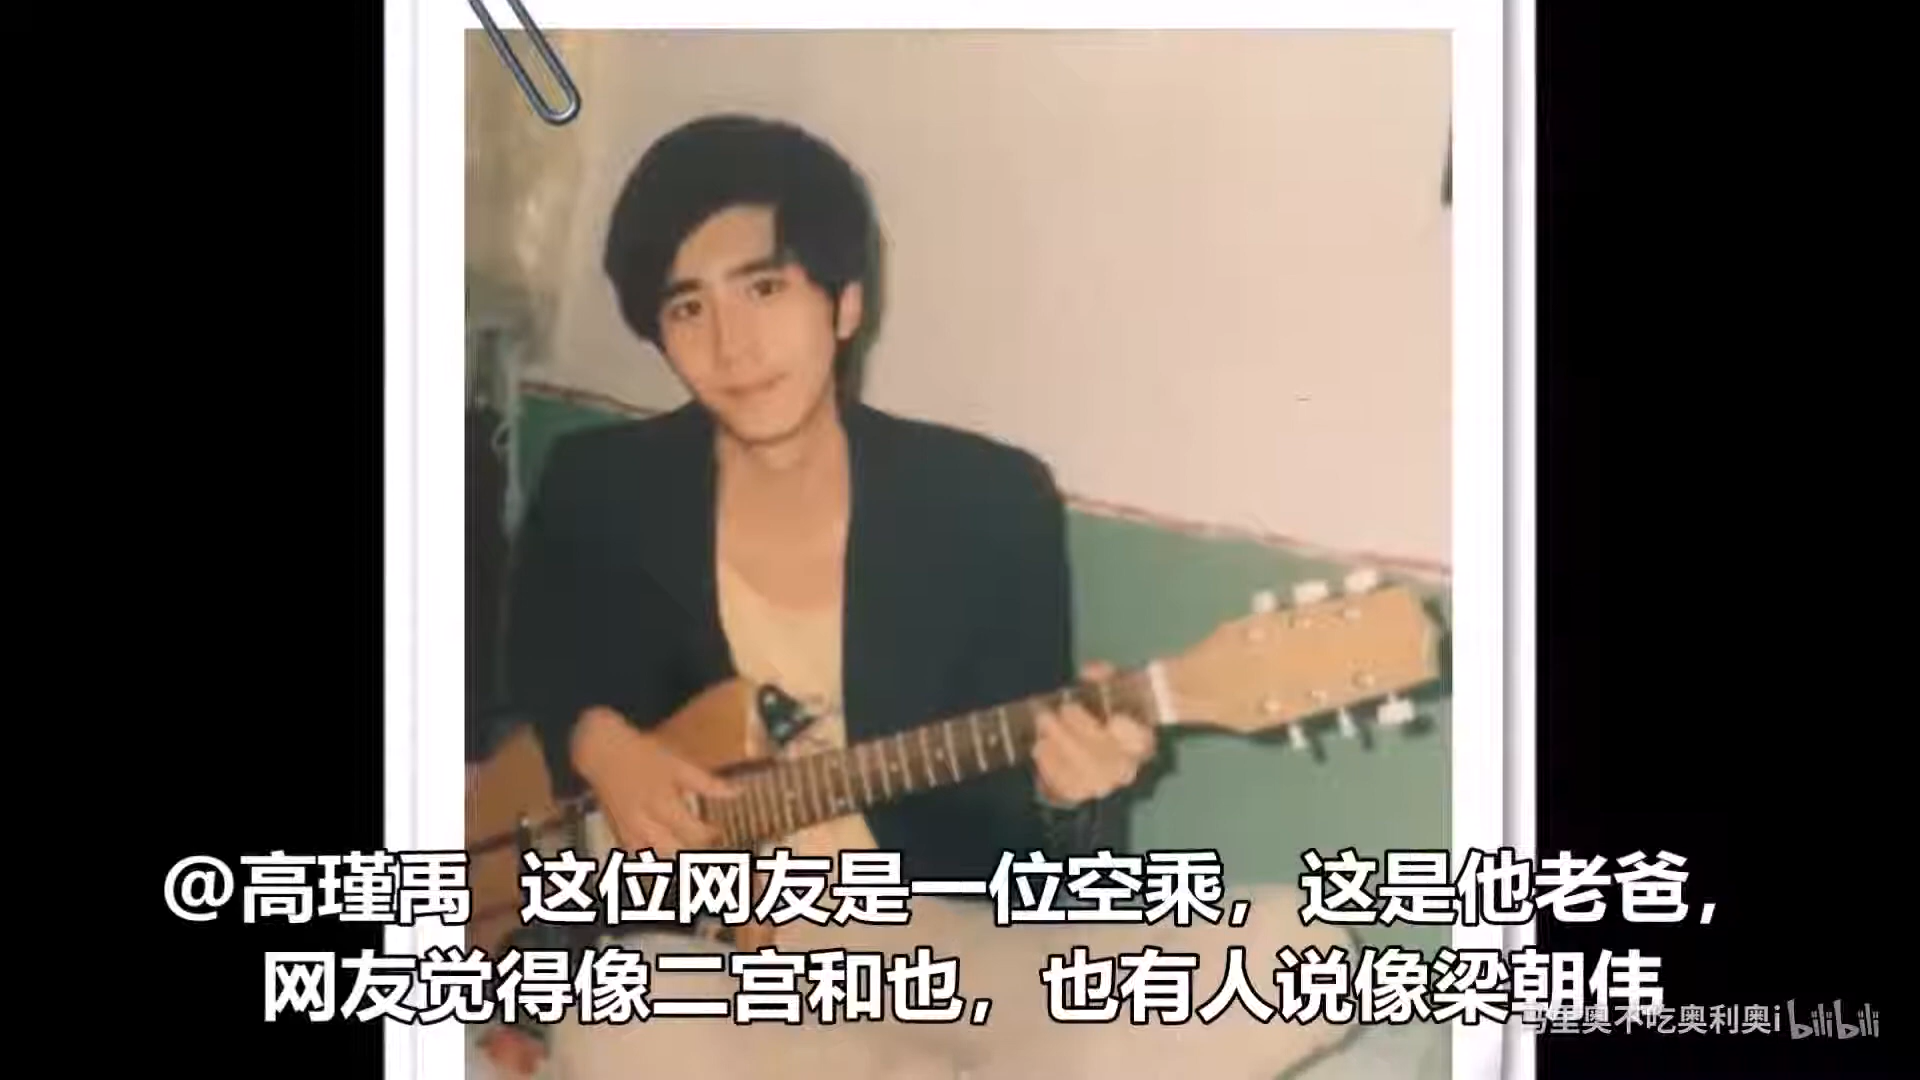 @高瑾禹 这位网友是一位空乘，这是他老爸，
网友觉得像二宫和也，也有人说像梁朝伟
马里奥不吃奥利奥i bilibili